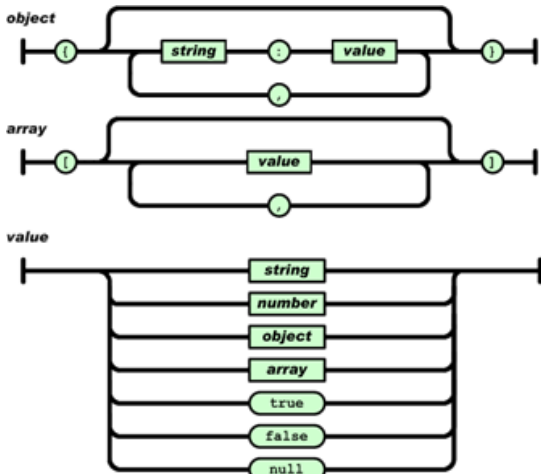 object
{ string : value }
,
array
[ value ]
,
value
string
number
object
array
true
false
null